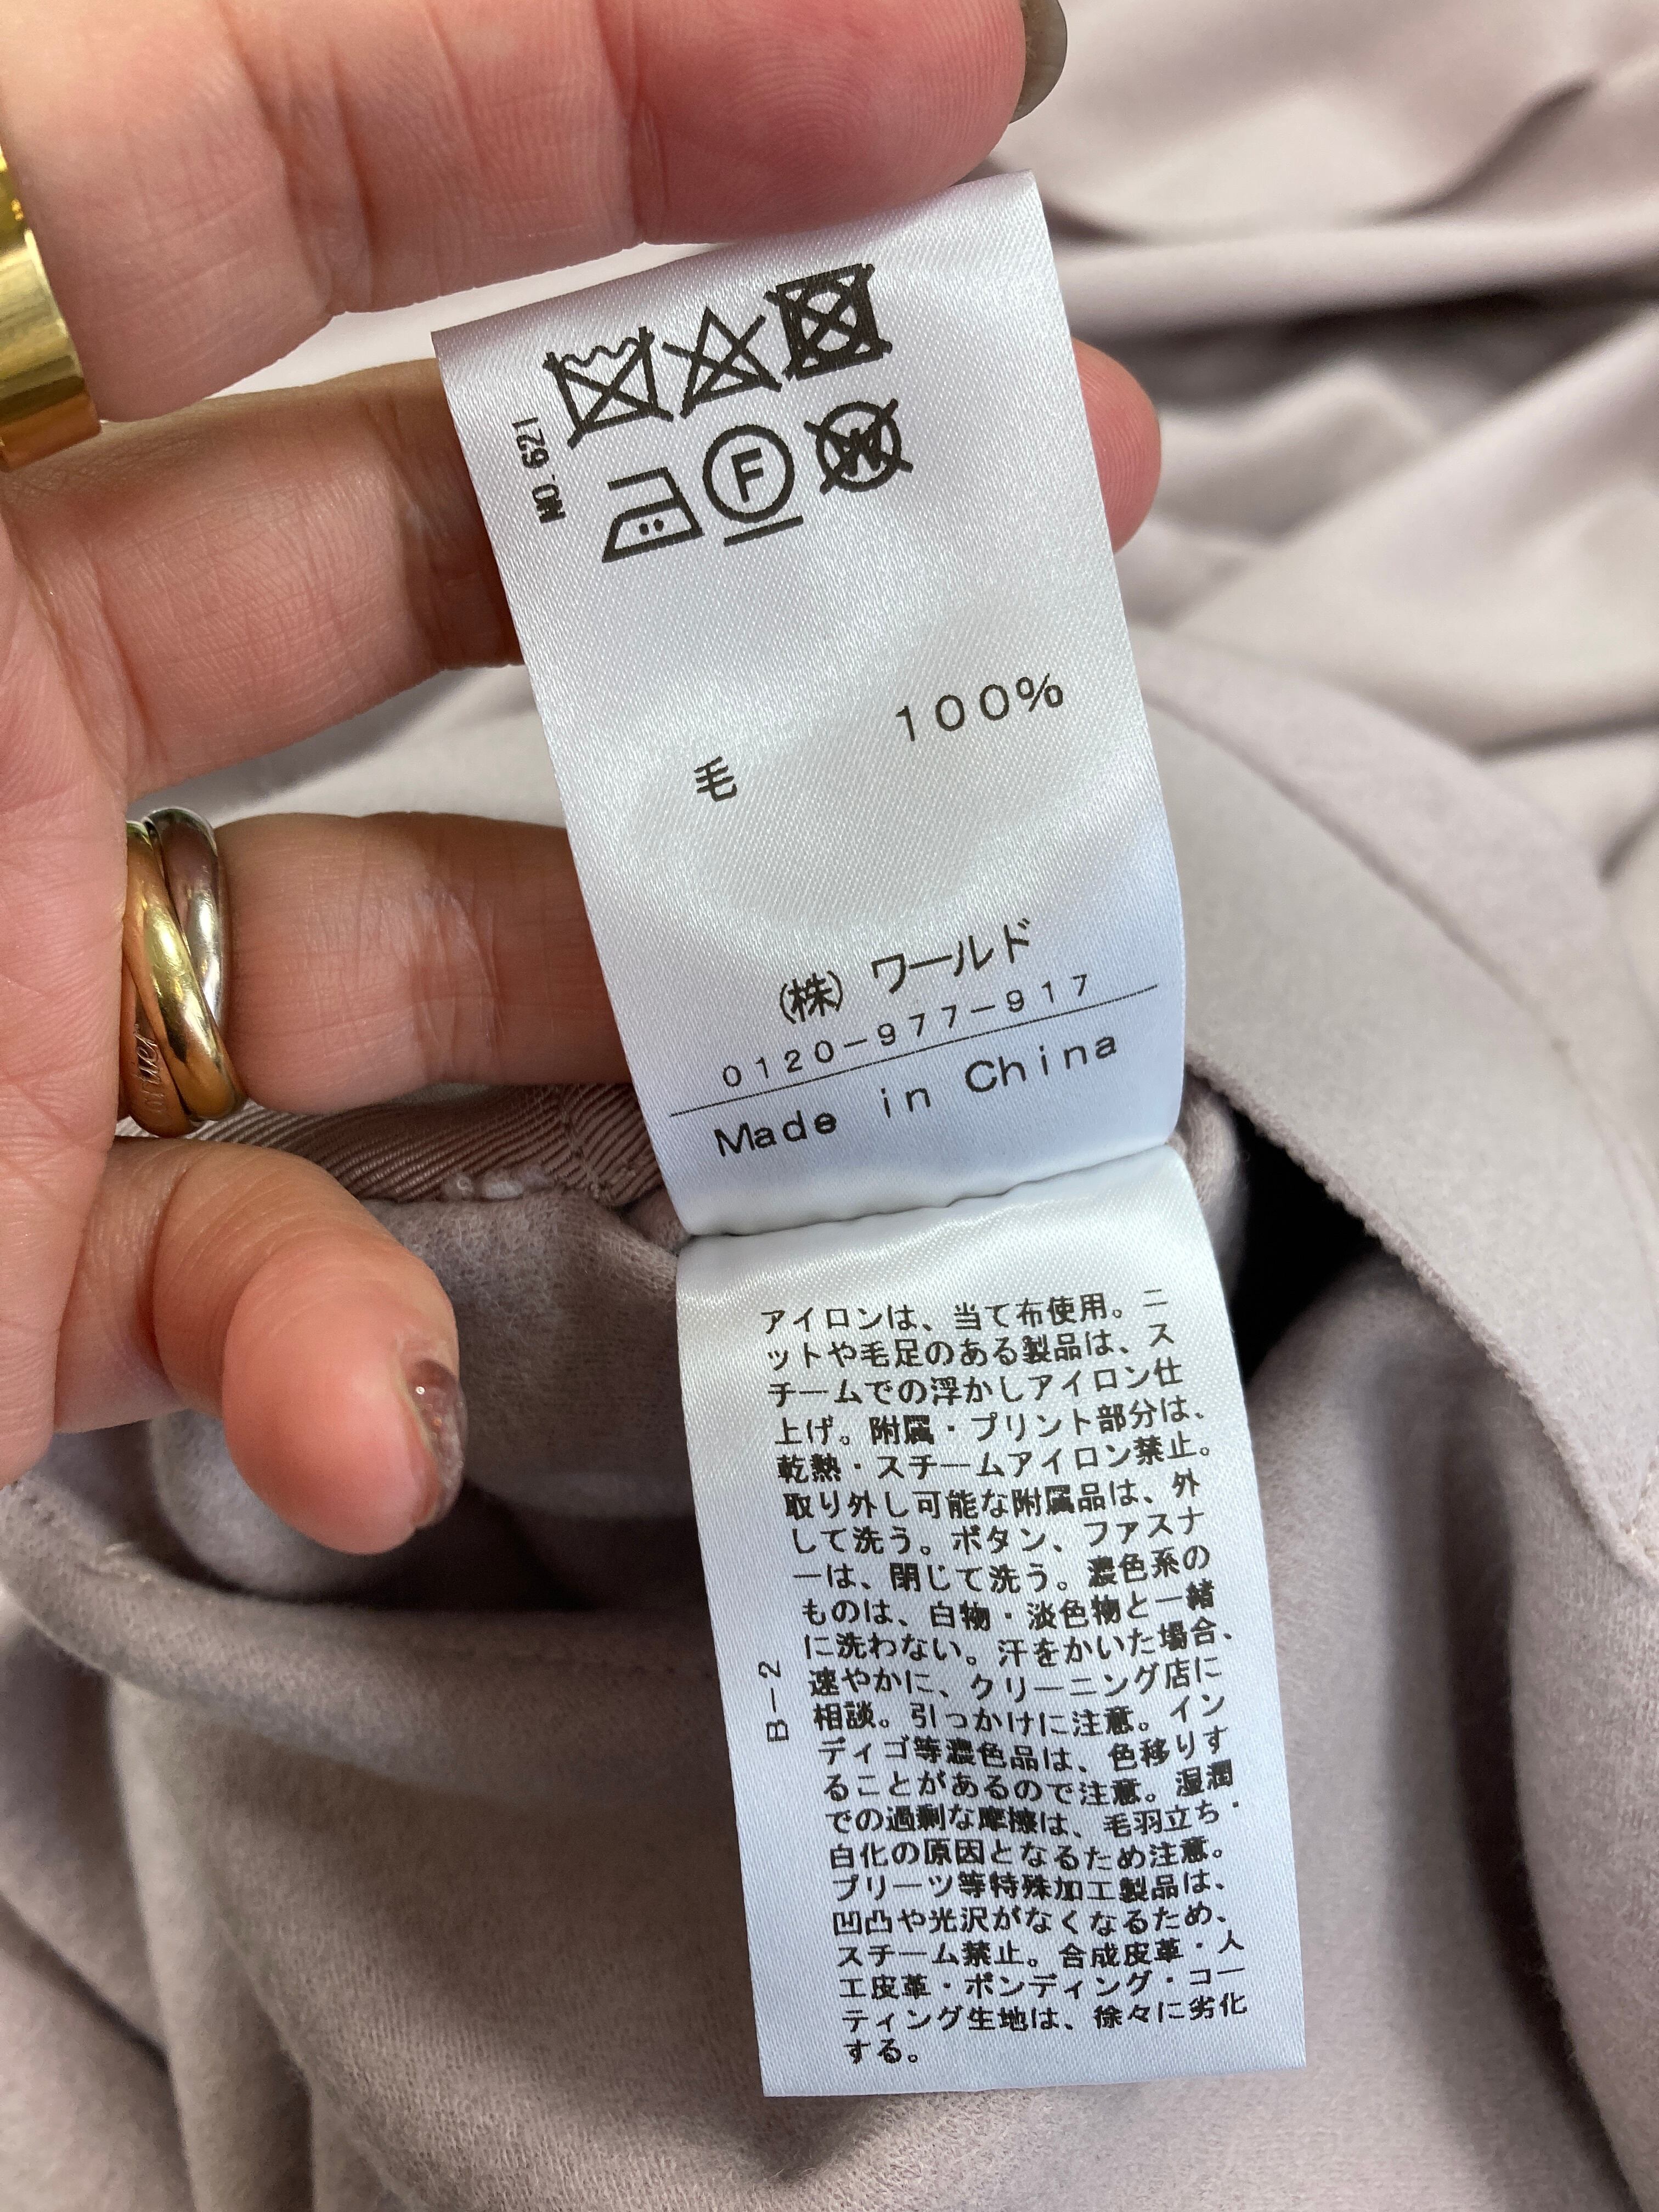 NO. 621
F
W
毛 100%
(株) ワールド
0120-977-917
Made in China
アイロンは、当て布使用。ニ
ットや毛足のある製品は、ス
チームでの浮かしアイロン仕
上げ。附属・プリント部分は、
乾熱・スチームアイロン禁止。
取り外し可能な附属品は、外
して洗う。ボタン、ファスナ
ーは、閉じて洗う。濃色系の
ものは、白物・淡色物と一緒
に洗わない。汗をかいた場合、
速やかに、クリーニング店に
相談。引っかけに注意。イン
ディゴ等濃色品は、色移りす
ることがあるので注意。湿潤
での過剰な摩擦は、毛羽立ち・
白化の原因となるため注意。
プリーツ等特殊加工製品は、
凹凸や光沢がなくなるため、
スチーム禁止。合成皮革・人
工皮革・ボンディング・コー
ティング生地は、徐々に劣化
する。
B-2